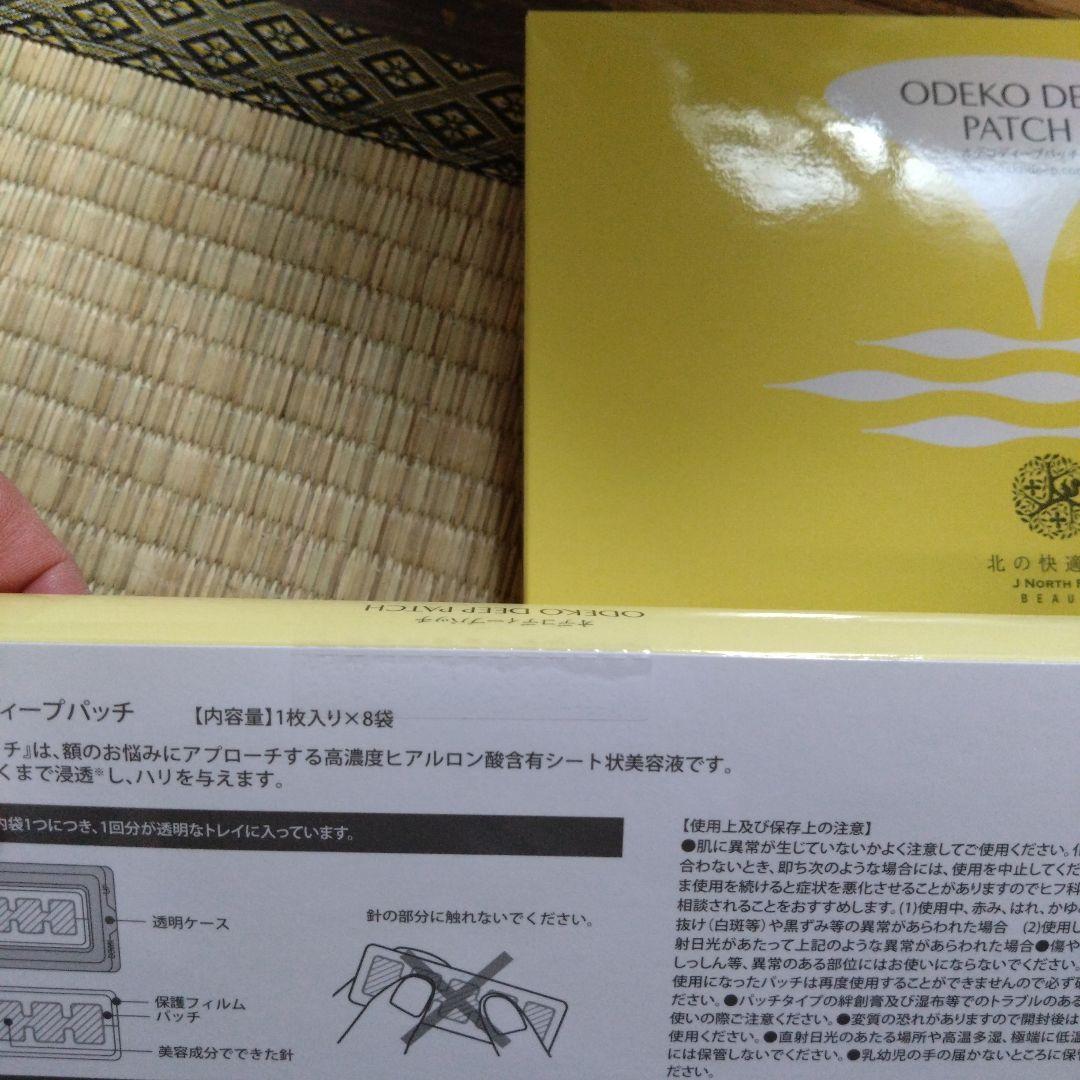 ODEKO DE
PATCH
オデコディープパッチ
北の快適
J NORTH F
BEAU
ODEKO DEEP PATCH
オデコディープパッチ
ィープパッチ 【内容量】1枚入り×8袋
チ』は、額のお悩みにアプローチする高濃度ヒアルロン酸含有シート状美容液です。
くまで浸透※し、ハリを与えます。
内袋1つにつき、1回分が透明なトレイに入っています。
透明ケース
保護フィルム
パッチ
美容成分でできた針
針の部分に触れないでください。
【使用上及び保存上の注意】
●肌に異常が生じていないかよく注意してご使用ください。化
合わないとき、即ち次のような場合には、使用を中止してくだ
ま使用を続けると症状を悪化させることがありますのでヒフ科
相談されることをおすすめします。(1)使用中、赤み、はれ、かゆ
抜け(白斑等)や黒ずみ等の異常があらわれた場合 (2)使用し
射日光があたって上記のような異常があらわれた場合●傷や
しっしん等、異常のある部位にはお使いにならないでください。
使用になったパッチは再度使用することができませんので必ず
ださい。●パッチタイプの絆創膏及び湿布等でのトラブルのある
使いの際ご注意ください。●変質の恐れがありますので開封後は
使用ください。●直射日光のあたる場所や高温多湿、極端に低温
には保管しないでください。●乳幼児の手の届かないところに保管
ださい。